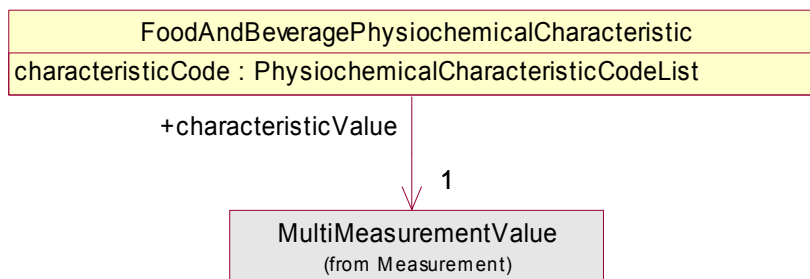 FoodAndBeveragePhysiochemicalCharacteristic
characteristicCode : PhysiochemicalCharacteristicCodeList
+characteristicValue
1
MultiMeasurementValue
(from Measurement)